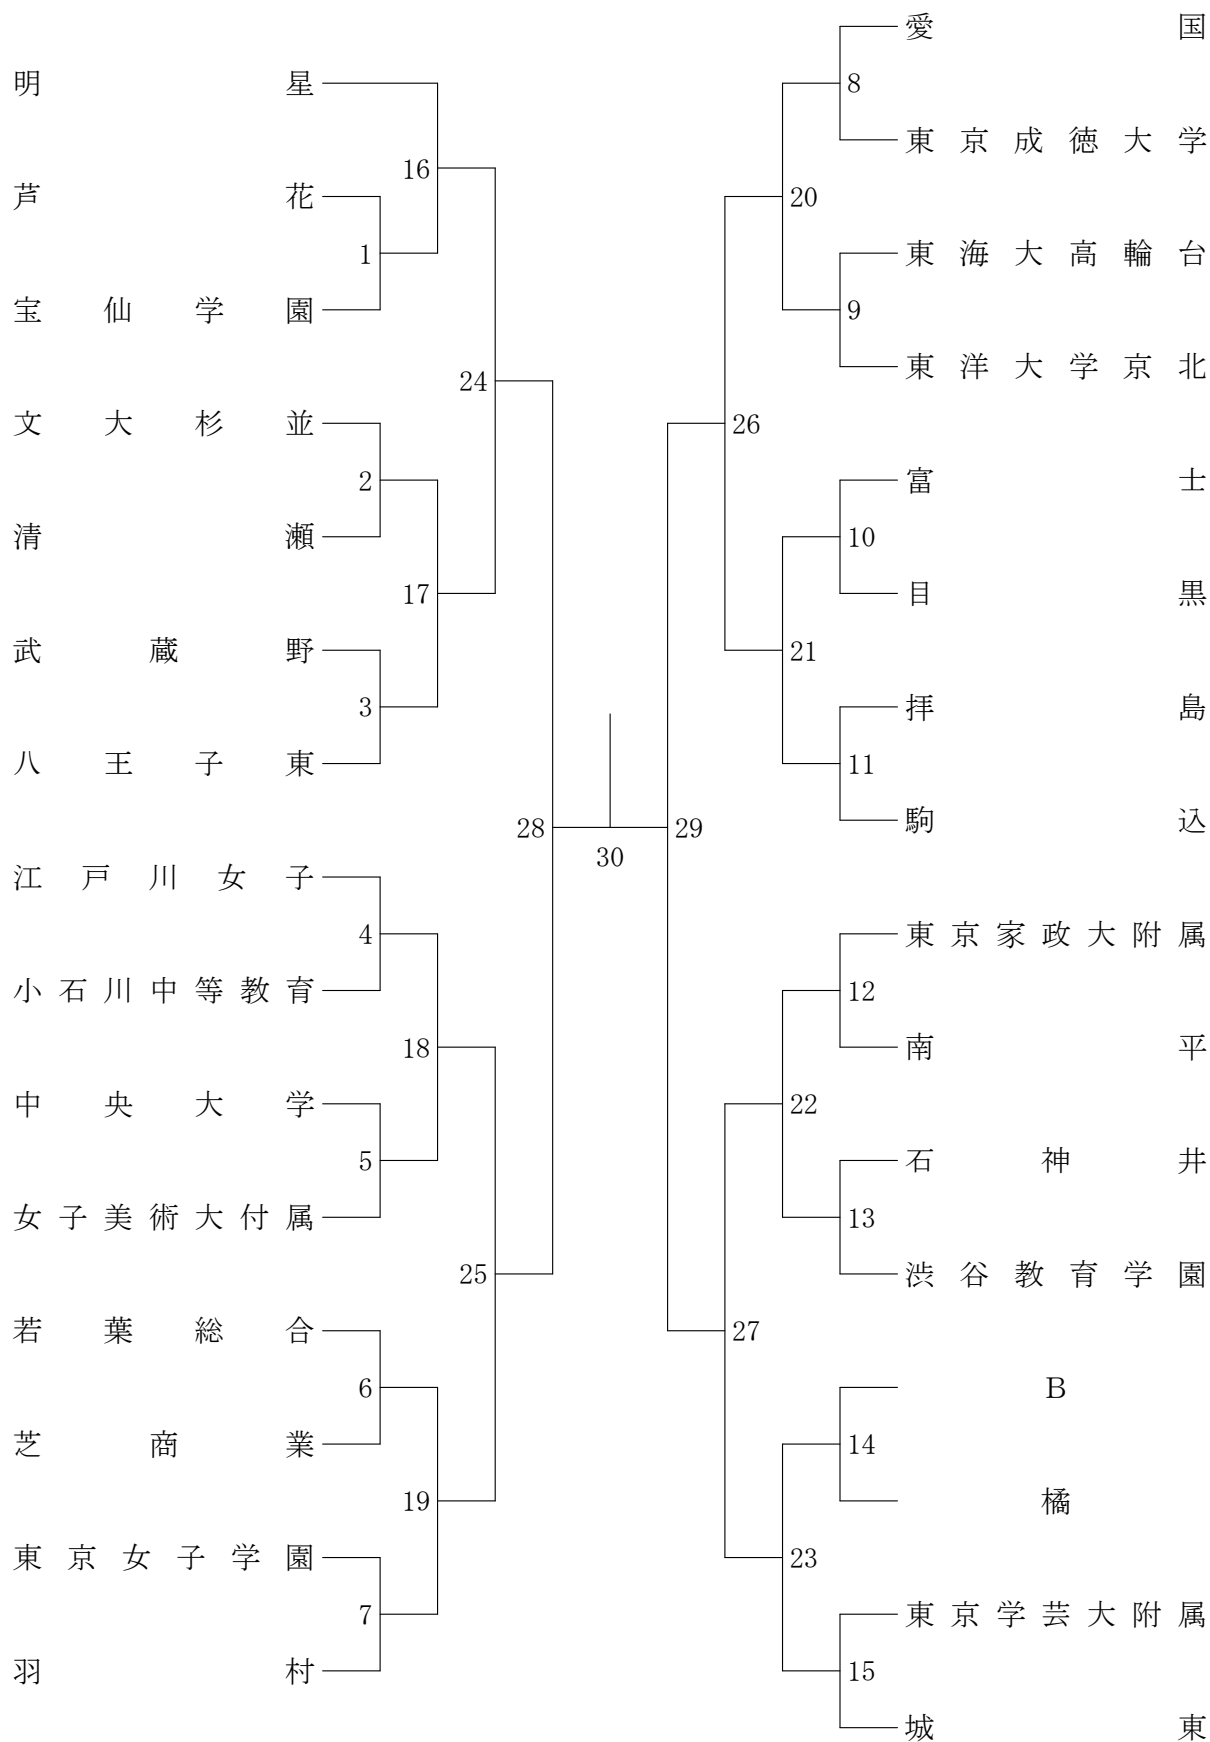 明星
芦花
宝仙学園
文大杉並
清瀬
武蔵野
八王子東
江戸川女子
小石川中等教育
中央大学
女子美術大付属
若葉総合
芝商業
東京女子学園
羽村
1
2
3
4
5
6
7
16
17
18
19
24
25
28
30
29
26
27
20
21
22
23
8
9
10
11
12
13
14
15
愛国
東京成徳大学
東海大高輪台
東洋大学京北
富士
目黒
拝島
駒込
東京家政大附属
南平
石神井
渋谷教育学園
B
橘
東京学芸大附属
城東